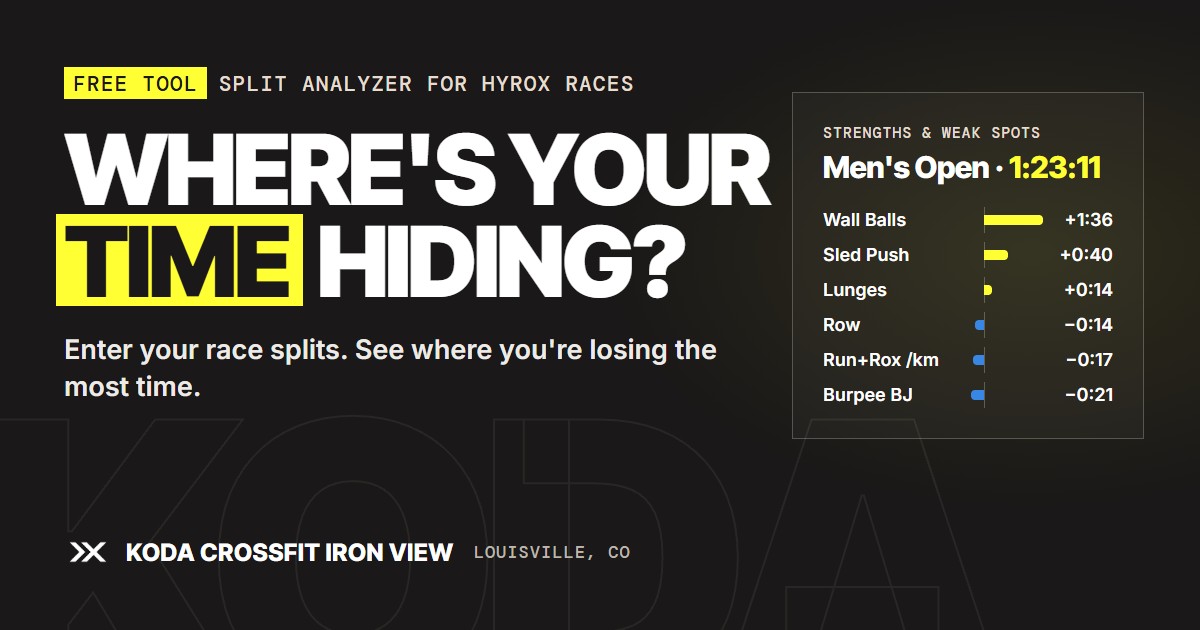 FREE TOOL SPLIT ANALYZER FOR HYROX RACES
WHERE'S YOUR
TIME HIDING?
Enter your race splits. See where you're losing the
most time.
STRENGTHS & WEAK SPOTS
Men's Open · 1:23:11
Wall Balls +1:36
Sled Push +0:40
Lunges +0:14
Row −0:14
Run+Rox /km −0:17
Burpee BJ −0:21
KODA
KODA CROSSFIT IRON VIEW LOUISVILLE, CO